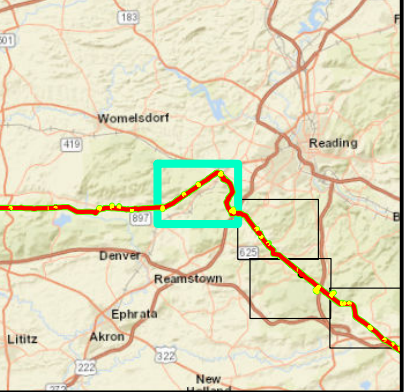 183
501
Womelsdorf
419
Reading
897
Denver
625
Reamstown
Ephrata
Akron
Lititz
322
222
New
Holland